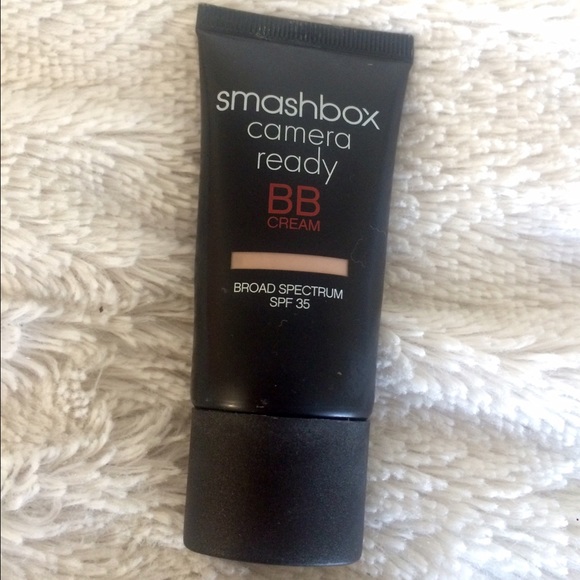 smashbox
camera
ready
BB
CREAM
BROAD SPECTRUM
SPF 35